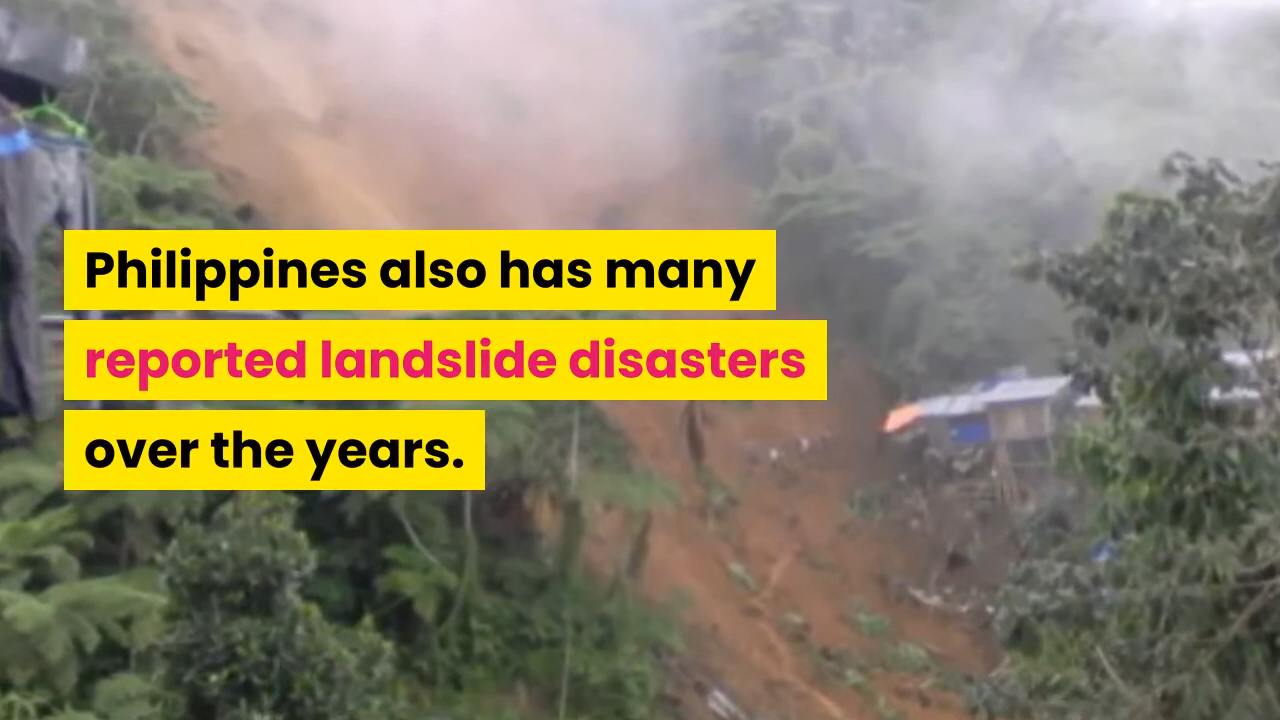 Philippines also has many
reported landslide disasters
over the years.